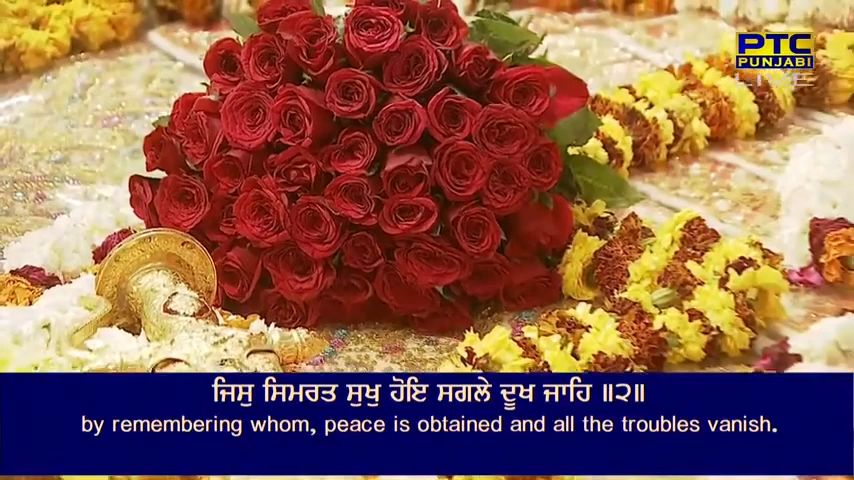 PTC
PUNJABI
LIVE
ਜਿਸੁ ਸਿਮਰਤ ਸੁਖੁ ਹੋਇ ਸਗਲੇ ਦੂਖ ਜਾਹਿ ॥੨॥
by remembering whom, peace is obtained and all the troubles vanish.